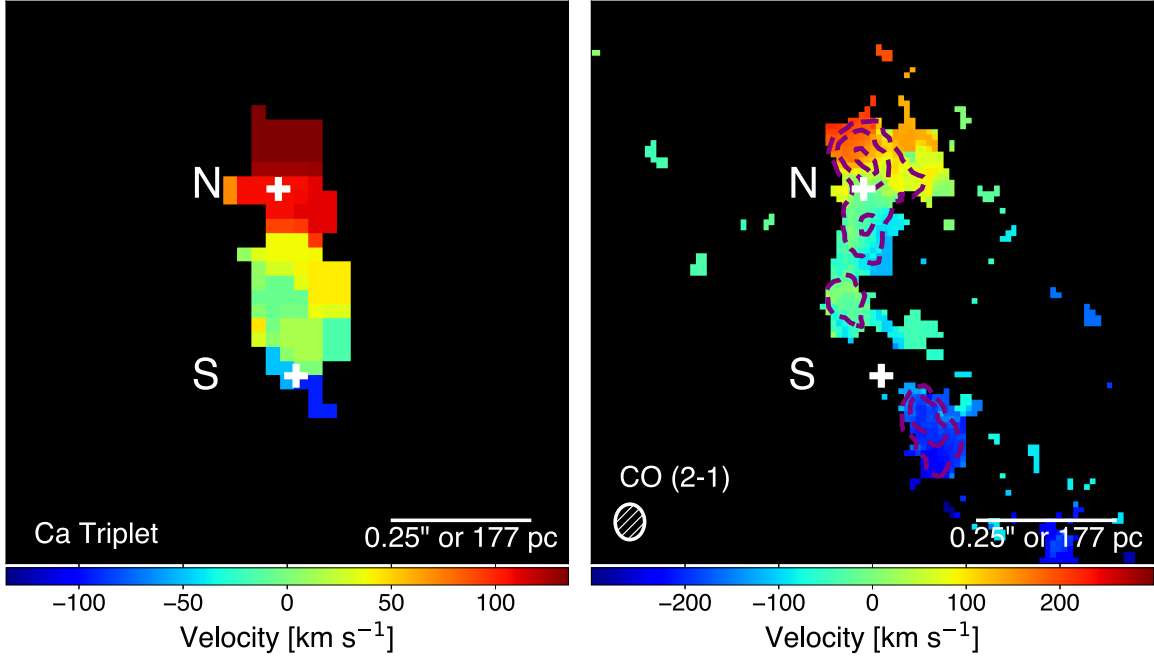 N
S
Ca Triplet
0.25" or 177 pc
−100 −50 0 50 100
Velocity [km s⁻¹]
N
S
CO (2-1)
0.25" or 177 pc
−200 −100 0 100 200
Velocity [km s⁻¹]